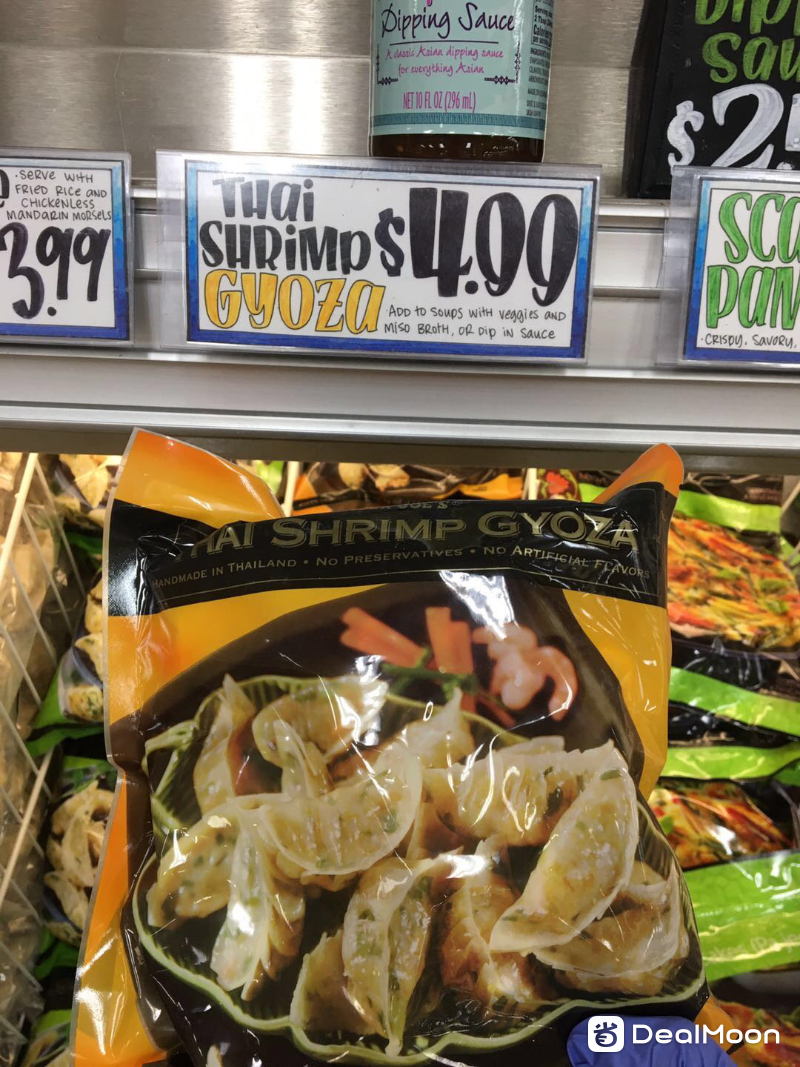 Dipping Sauce
A classic Asian dipping sauce
for everything Asian
NET 10 FL OZ (296 mL)
$2.
• SERVE WITH
FRIED RICE AND
CHICKENLESS
MANDARIN MORSELS
3.99
THAI
SHRIMP
GYOZA
$4.99
• ADD TO SOUPS WITH VEGGIES AND
MISO BROTH, OR DIP IN SAUCE
• CRISPY, SAVORY,
JOE'S
THAI SHRIMP GYOZA
HANDMADE IN THAILAND • NO PRESERVATIVES • NO ARTIFICIAL FLAVORS
DealMoon